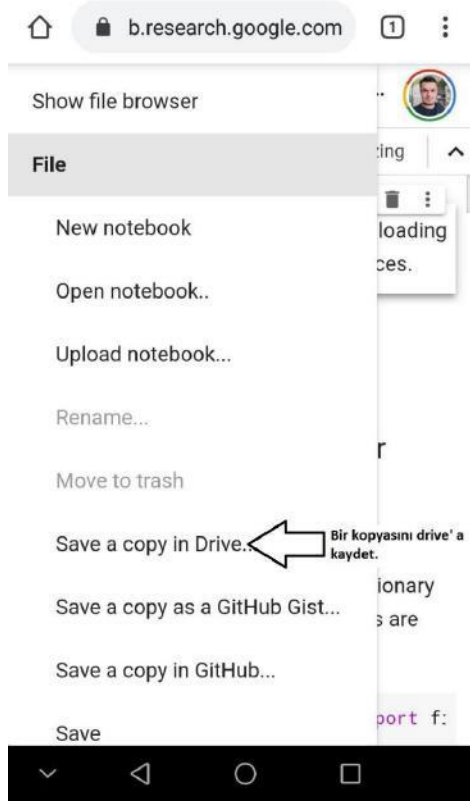 b.research.google.com
1
Show file browser
..
zing
File
New notebook
loading
ces.
Open notebook..
Upload notebook...
Rename...
r
Move to trash
Save a copy in Drive..
Bir kopyasını drive' a
kaydet.
ionary
Save a copy as a GitHub Gist...
s are
Save a copy in GitHub...
port f:
Save